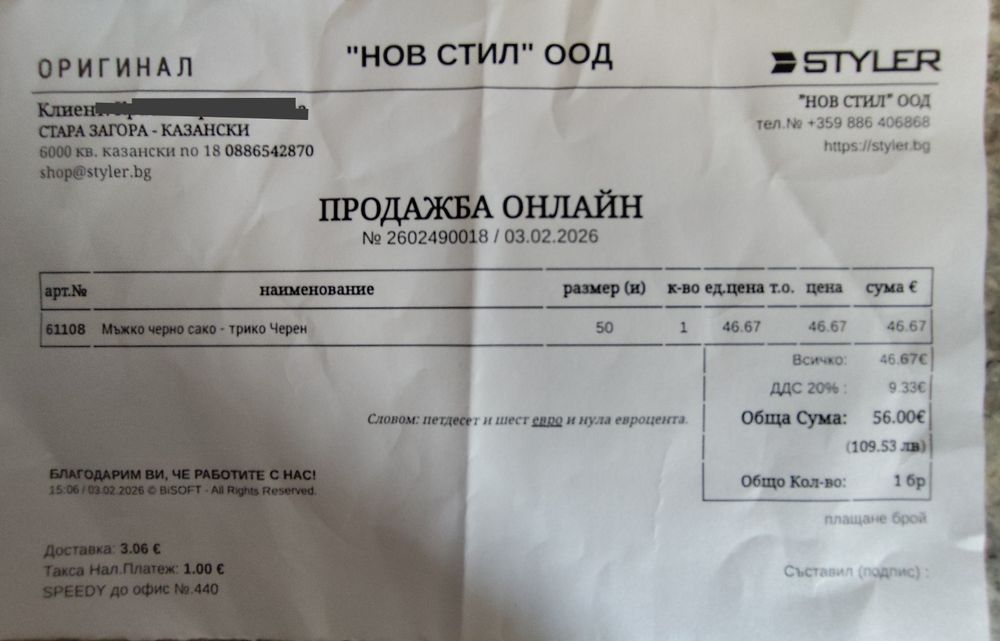 ОРИГИНАЛ
"НОВ СТИЛ" ООД
STYLER
Клиент:
СТАРА ЗАГОРА - КАЗАНСКИ
6000 кв. казански по 18 0886542870
shop@styler.bg
"НОВ СТИЛ" ООД
тел.№ +359 886 406868
https://styler.bg
ПРОДАЖБА ОНЛАЙН
№ 2602490018 / 03.02.2026
арт.№ наименование размер (и) к-во ед.цена т.о. цена сума €
61108 Мъжко черно сако - трико Черен 50 1 46.67 46.67 46.67
Всичко: 46.67€
ДДС 20% : 9.33€
Словом: петдесет и шест евро и нула евроцента.
Обща Сума: 56.00€
(109.53 лв)
Общо Кол-во: 1 бр
БЛАГОДАРИМ ВИ, ЧЕ РАБОТИТЕ С НАС!
15:06 / 03.02.2026 © BiSOFT - All Rights Reserved.
плащане брой
Доставка: 3.06 €
Такса Нал.Платеж: 1.00 €
SPEEDY до офис №.440
Съставил (подпис) :